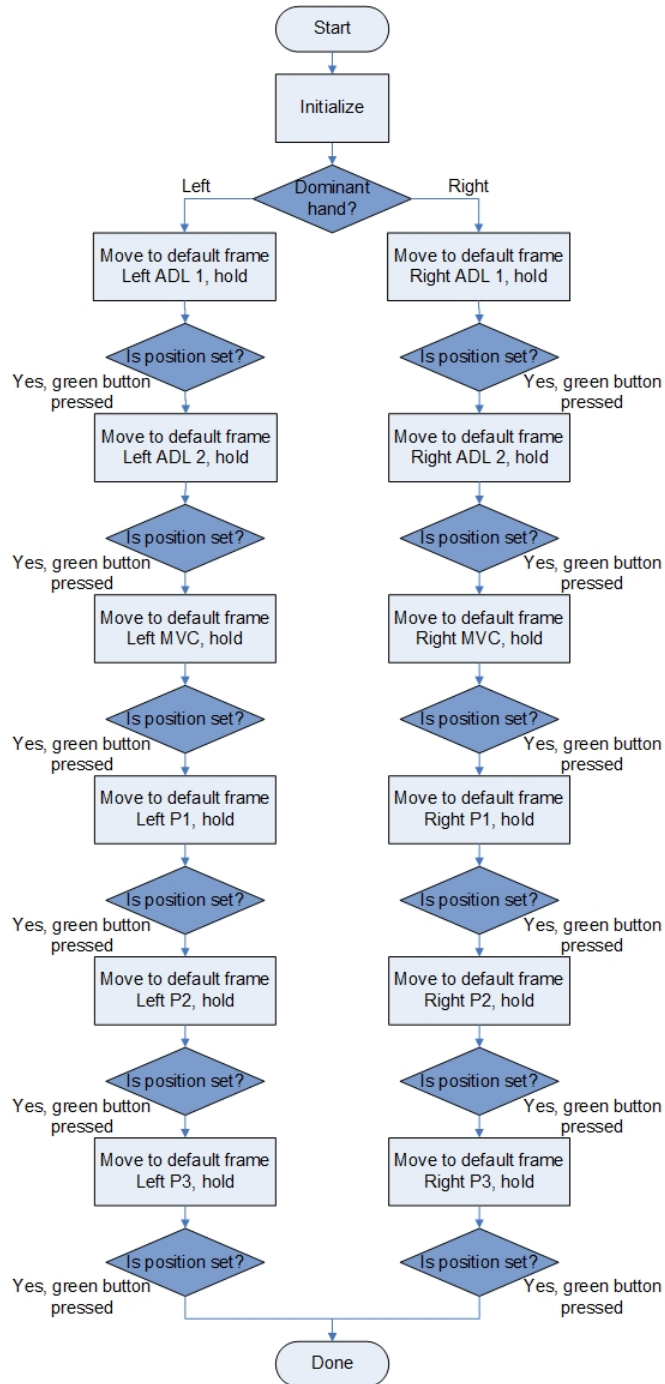 Start
Initialize
Dominant
hand?
Left
Right
Move to default frame
Left ADL 1, hold
Is position set?
Yes, green button
pressed
Move to default frame
Left ADL 2, hold
Is position set?
Yes, green button
pressed
Move to default frame
Left MVC, hold
Is position set?
Yes, green button
pressed
Move to default frame
Left P1, hold
Is position set?
Yes, green button
pressed
Move to default frame
Left P2, hold
Is position set?
Yes, green button
pressed
Move to default frame
Left P3, hold
Is position set?
Yes, green button
pressed
Move to default frame
Right ADL 1, hold
Is position set?
Yes, green button
pressed
Move to default frame
Right ADL 2, hold
Is position set?
Yes, green button
pressed
Move to default frame
Right MVC, hold
Is position set?
Yes, green button
pressed
Move to default frame
Right P1, hold
Is position set?
Yes, green button
pressed
Move to default frame
Right P2, hold
Is position set?
Yes, green button
pressed
Move to default frame
Right P3, hold
Is position set?
Yes, green button
pressed
Done